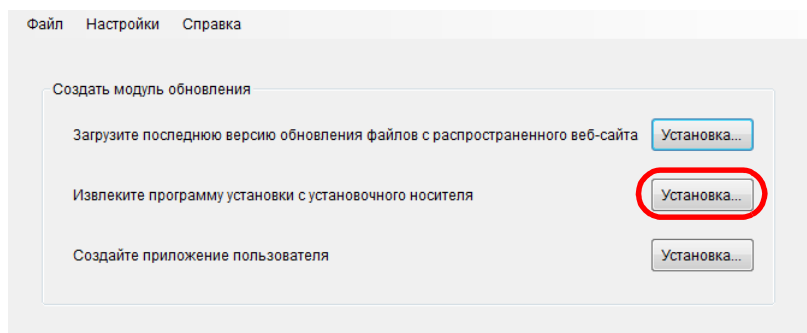 Файл Настройки Справка
Создать модуль обновления
Загрузите последнюю версию обновления файлов с распространенного веб-сайта Установка...
Извлеките программу установки с установочного носителя Установка...
Создайте приложение пользователя Установка...